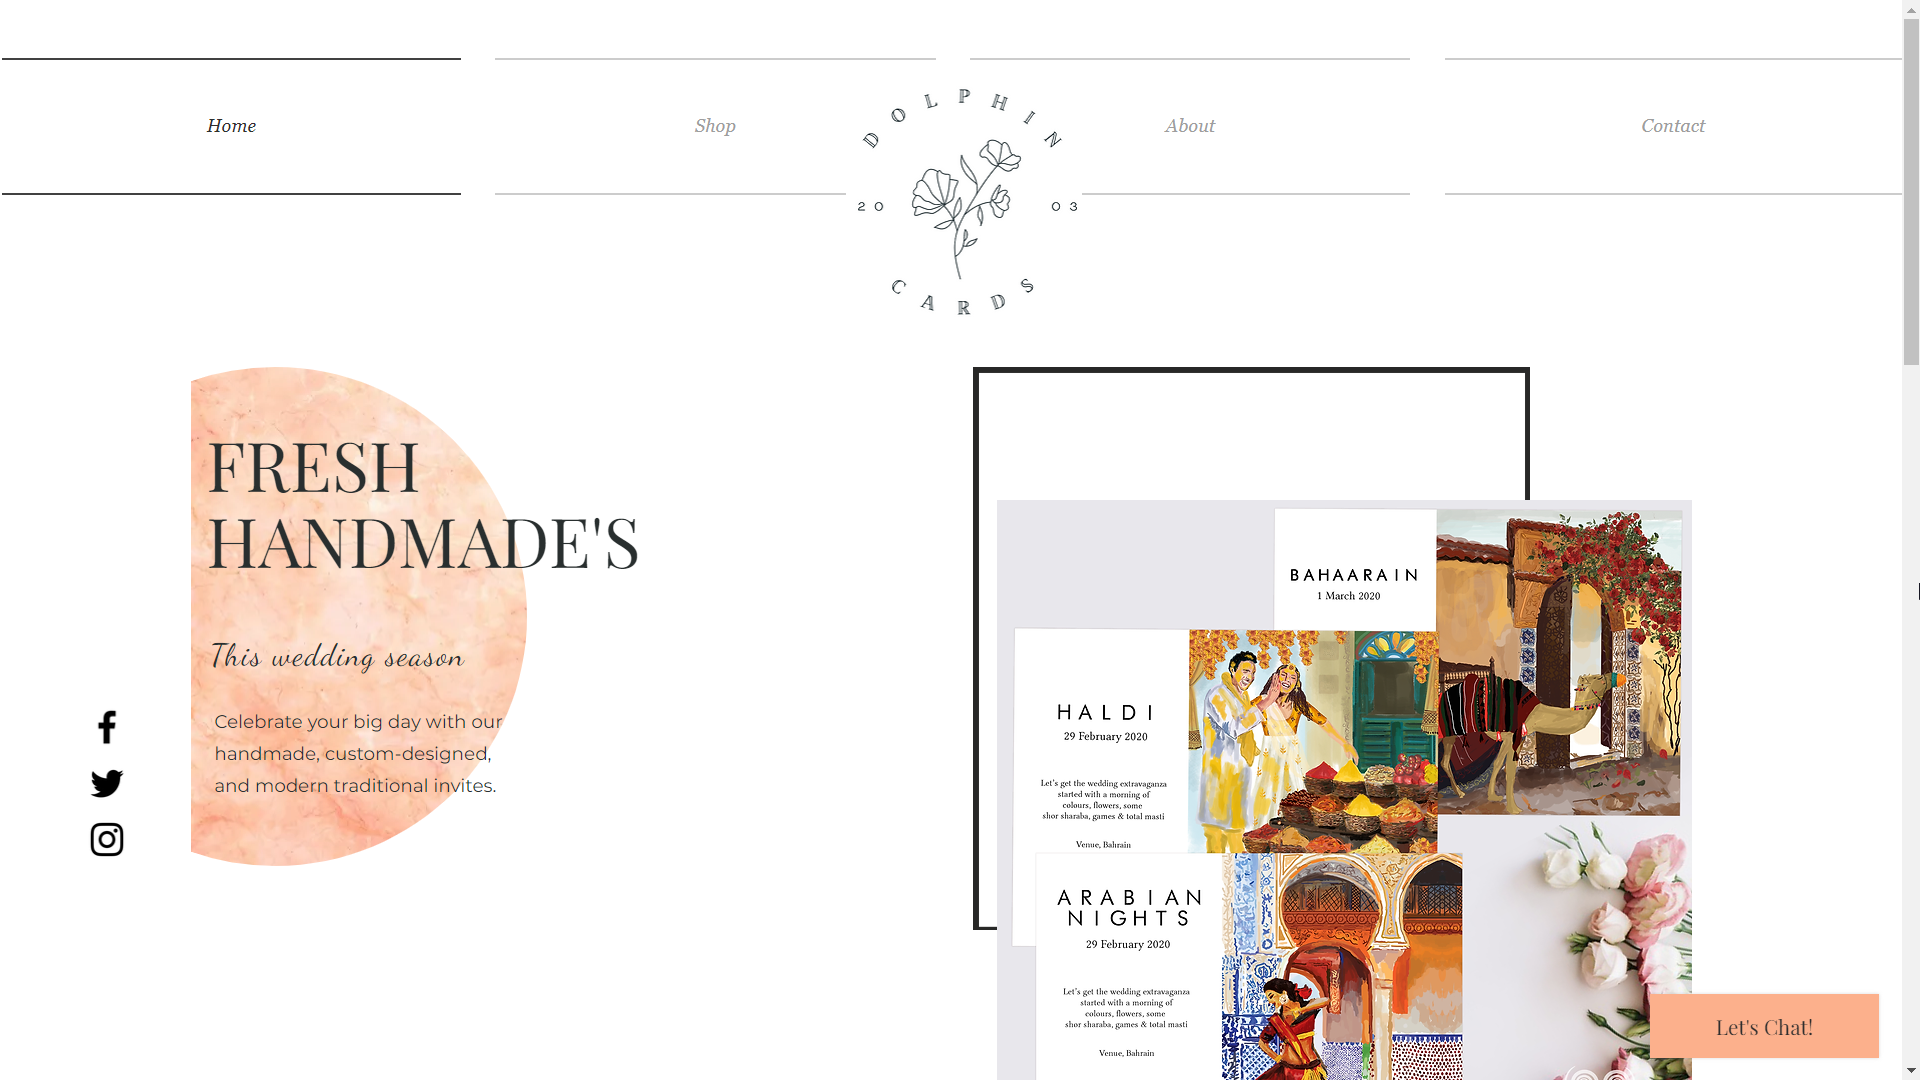 Home
Shop
About
Contact
DOLPHIN
20 03
CARDS
FRESH
HANDMADE'S
This wedding season
Celebrate your big day with our
handmade, custom-designed,
and modern traditional invites.
BAHAARAIN
1 March 2020
HALDI
29 February 2020
Let's get the wedding extravaganza
started with a morning of
colours, flowers, some
shor sharaba, games & total masti
Venue, Bahrain
ARABIAN
NIGHTS
29 February 2020
Let's get the wedding extravaganza
started with a morning of
colours, flowers, some
shor sharaba, games & total masti
Venue, Bahrain
Let's Chat!